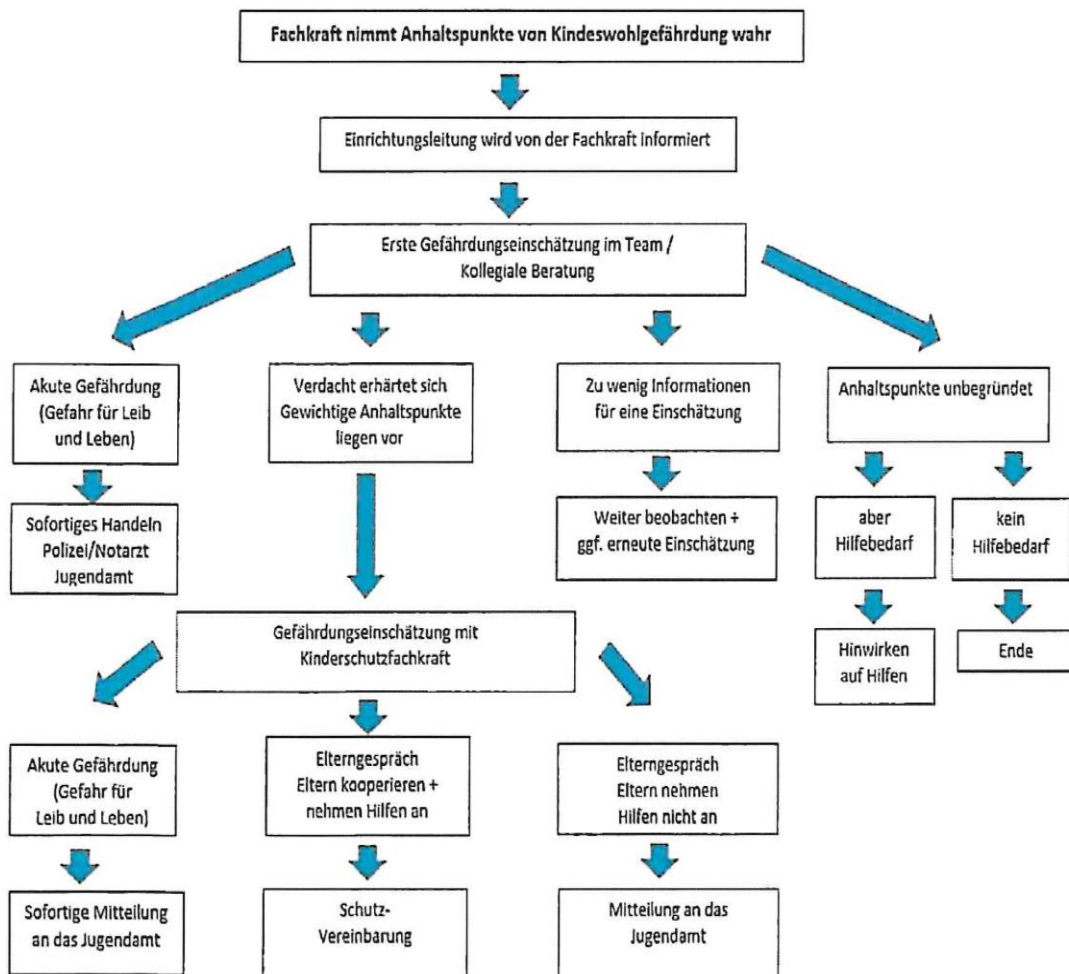 Fachkraft nimmt Anhaltspunkte von Kindeswohlgefährdung wahr
Einrichtungsleitung wird von der Fachkraft informiert
Erste Gefährdungseinschätzung im Team /
Kollegiale Beratung
Akute Gefährdung
(Gefahr für Leib
und Leben)
Verdacht erhärtet sich
Gewichtige Anhaltspunkte
liegen vor
Zu wenig Informationen
für eine Einschätzung
Anhaltspunkte unbegründet
Sofortiges Handeln
Polizei/Notarzt
Jugendamt
Weiter beobachten +
ggf. erneute Einschätzung
aber
Hilfebedarf
kein
Hilfebedarf
Gefährdungseinschätzung mit
Kinderschutzfachkraft
Hinwirken
auf Hilfen
Ende
Akute Gefährdung
(Gefahr für
Leib und Leben)
Elterngespräch
Eltern kooperieren +
nehmen Hilfen an
Elterngespräch
Eltern nehmen
Hilfen nicht an
Sofortige Mitteilung
an das Jugendamt
Schutz-
Vereinbarung
Mitteilung an das
Jugendamt